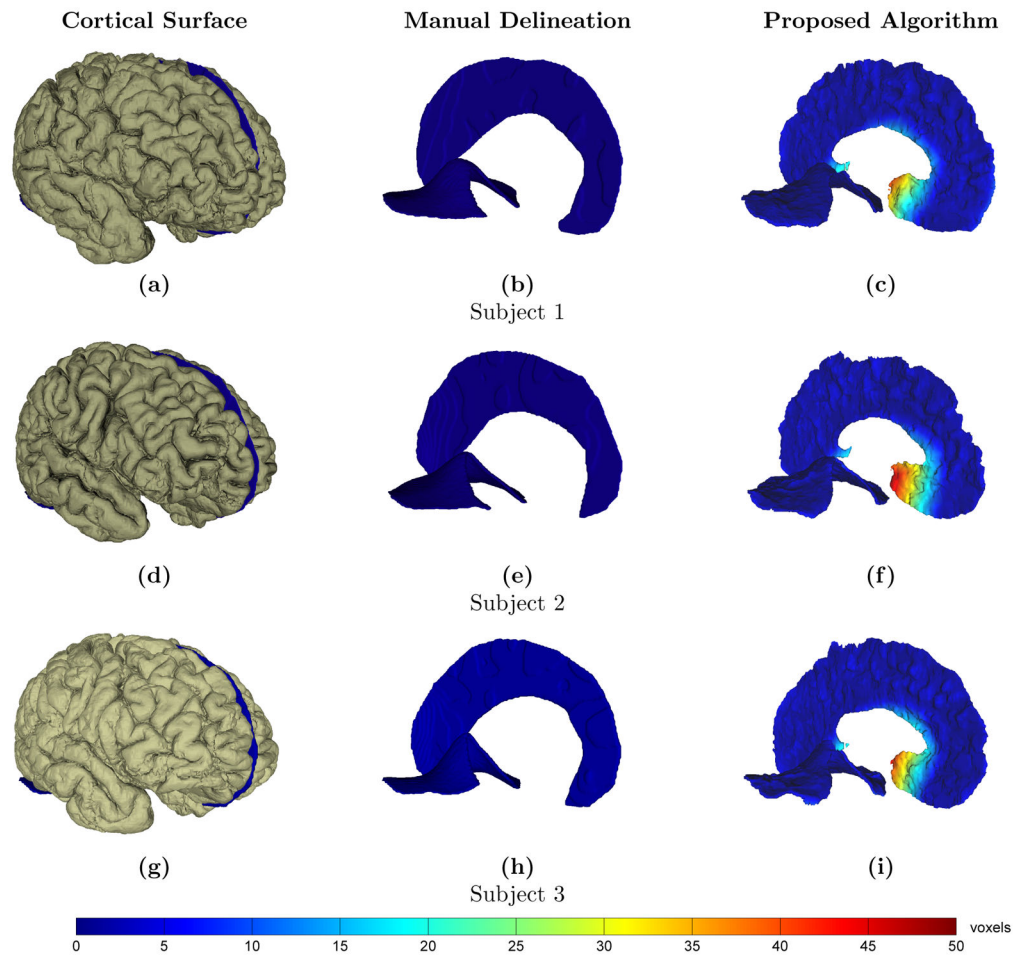 Cortical Surface Manual Delineation Proposed Algorithm
(a) (b) (c)
Subject 1
(d) (e) (f)
Subject 2
(g) (h) (i)
Subject 3
voxels
0 5 10 15 20 25 30 35 40 45 50